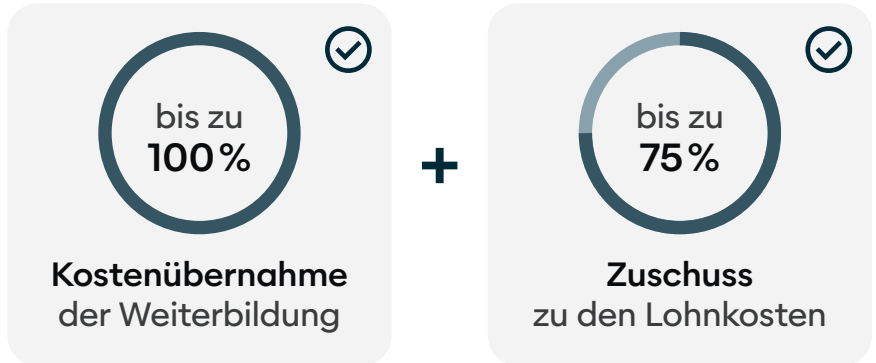 bis zu
100 %
Kostenübernahme
der Weiterbildung
+
bis zu
75 %
Zuschuss
zu den Lohnkosten